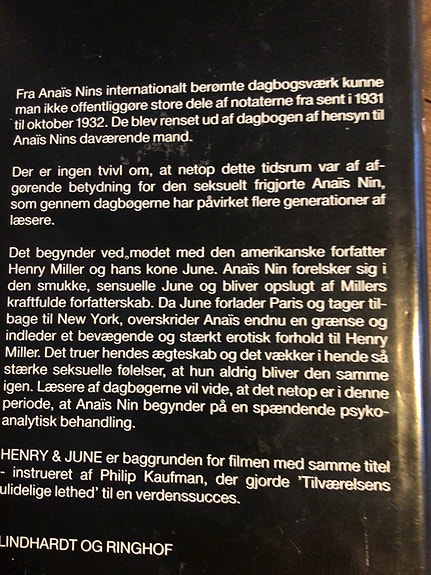 Fra Anaïs Nins internationalt berømte dagbogsværk kunne
man ikke offentliggøre store dele af notaterne fra sent i 1931
til oktober 1932. De blev renset ud af dagbogen af hensyn til
Anaïs Nins daværende mand.
Der er ingen tvivl om, at netop dette tidsrum var af af-
gørende betydning for den seksuelt frigjorte Anaïs Nin,
som gennem dagbøgerne har påvirket flere generationer af
læsere.
Det begynder ved mødet med den amerikanske forfatter
Henry Miller og hans kone June. Anaïs Nin forelsker sig i
den smukke, sensuelle June og bliver opslugt af Millers
kraftfulde forfatterskab. Da June forlader Paris og tager til-
bage til New York, overskrider Anaïs endnu en grænse og
indleder et bevægende og stærkt erotisk forhold til Henry
Miller. Det truer hendes ægteskab og det vækker i hende så
stærke seksuelle følelser, at hun aldrig bliver den samme
igen. Læsere af dagbøgerne vil vide, at det netop er i denne
periode, at Anaïs Nin begynder på en spændende psyko-
analytisk behandling.
HENRY & JUNE er baggrunden for filmen med samme titel
- instrueret af Philip Kaufman, der gjorde 'Tilværelsens
ulidelige lethed' til en verdenssucces.
LINDHARDT OG RINGHOF